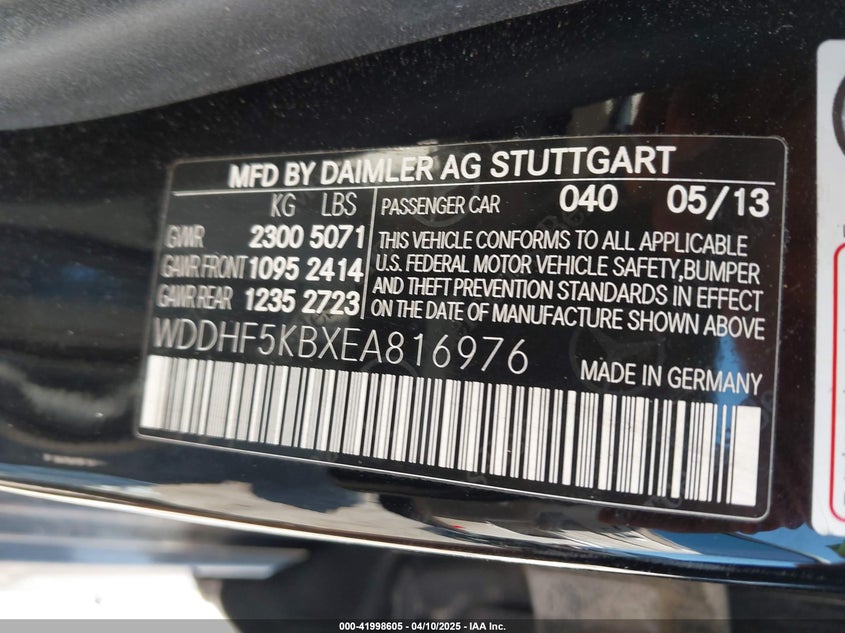 MFD BY DAIMLER AG STUTTGART
KG LBS
GWR 2300 5071
GAWR FRONT 1095 2414
GAWR REAR 1235 2723
PASSENGER CAR 040 05/13
THIS VEHICLE CONFORMS TO ALL APPLICABLE
U.S. FEDERAL MOTOR VEHICLE SAFETY,BUMPER
AND THEFT PREVENTION STANDARDS IN EFFECT
ON THE DATE OF MANUFACTURE SHOWN ABOVE
WDDHF5KBXEA816976
MADE IN GERMANY
000-41998605 / 04/10/2025 - IAA Inc.